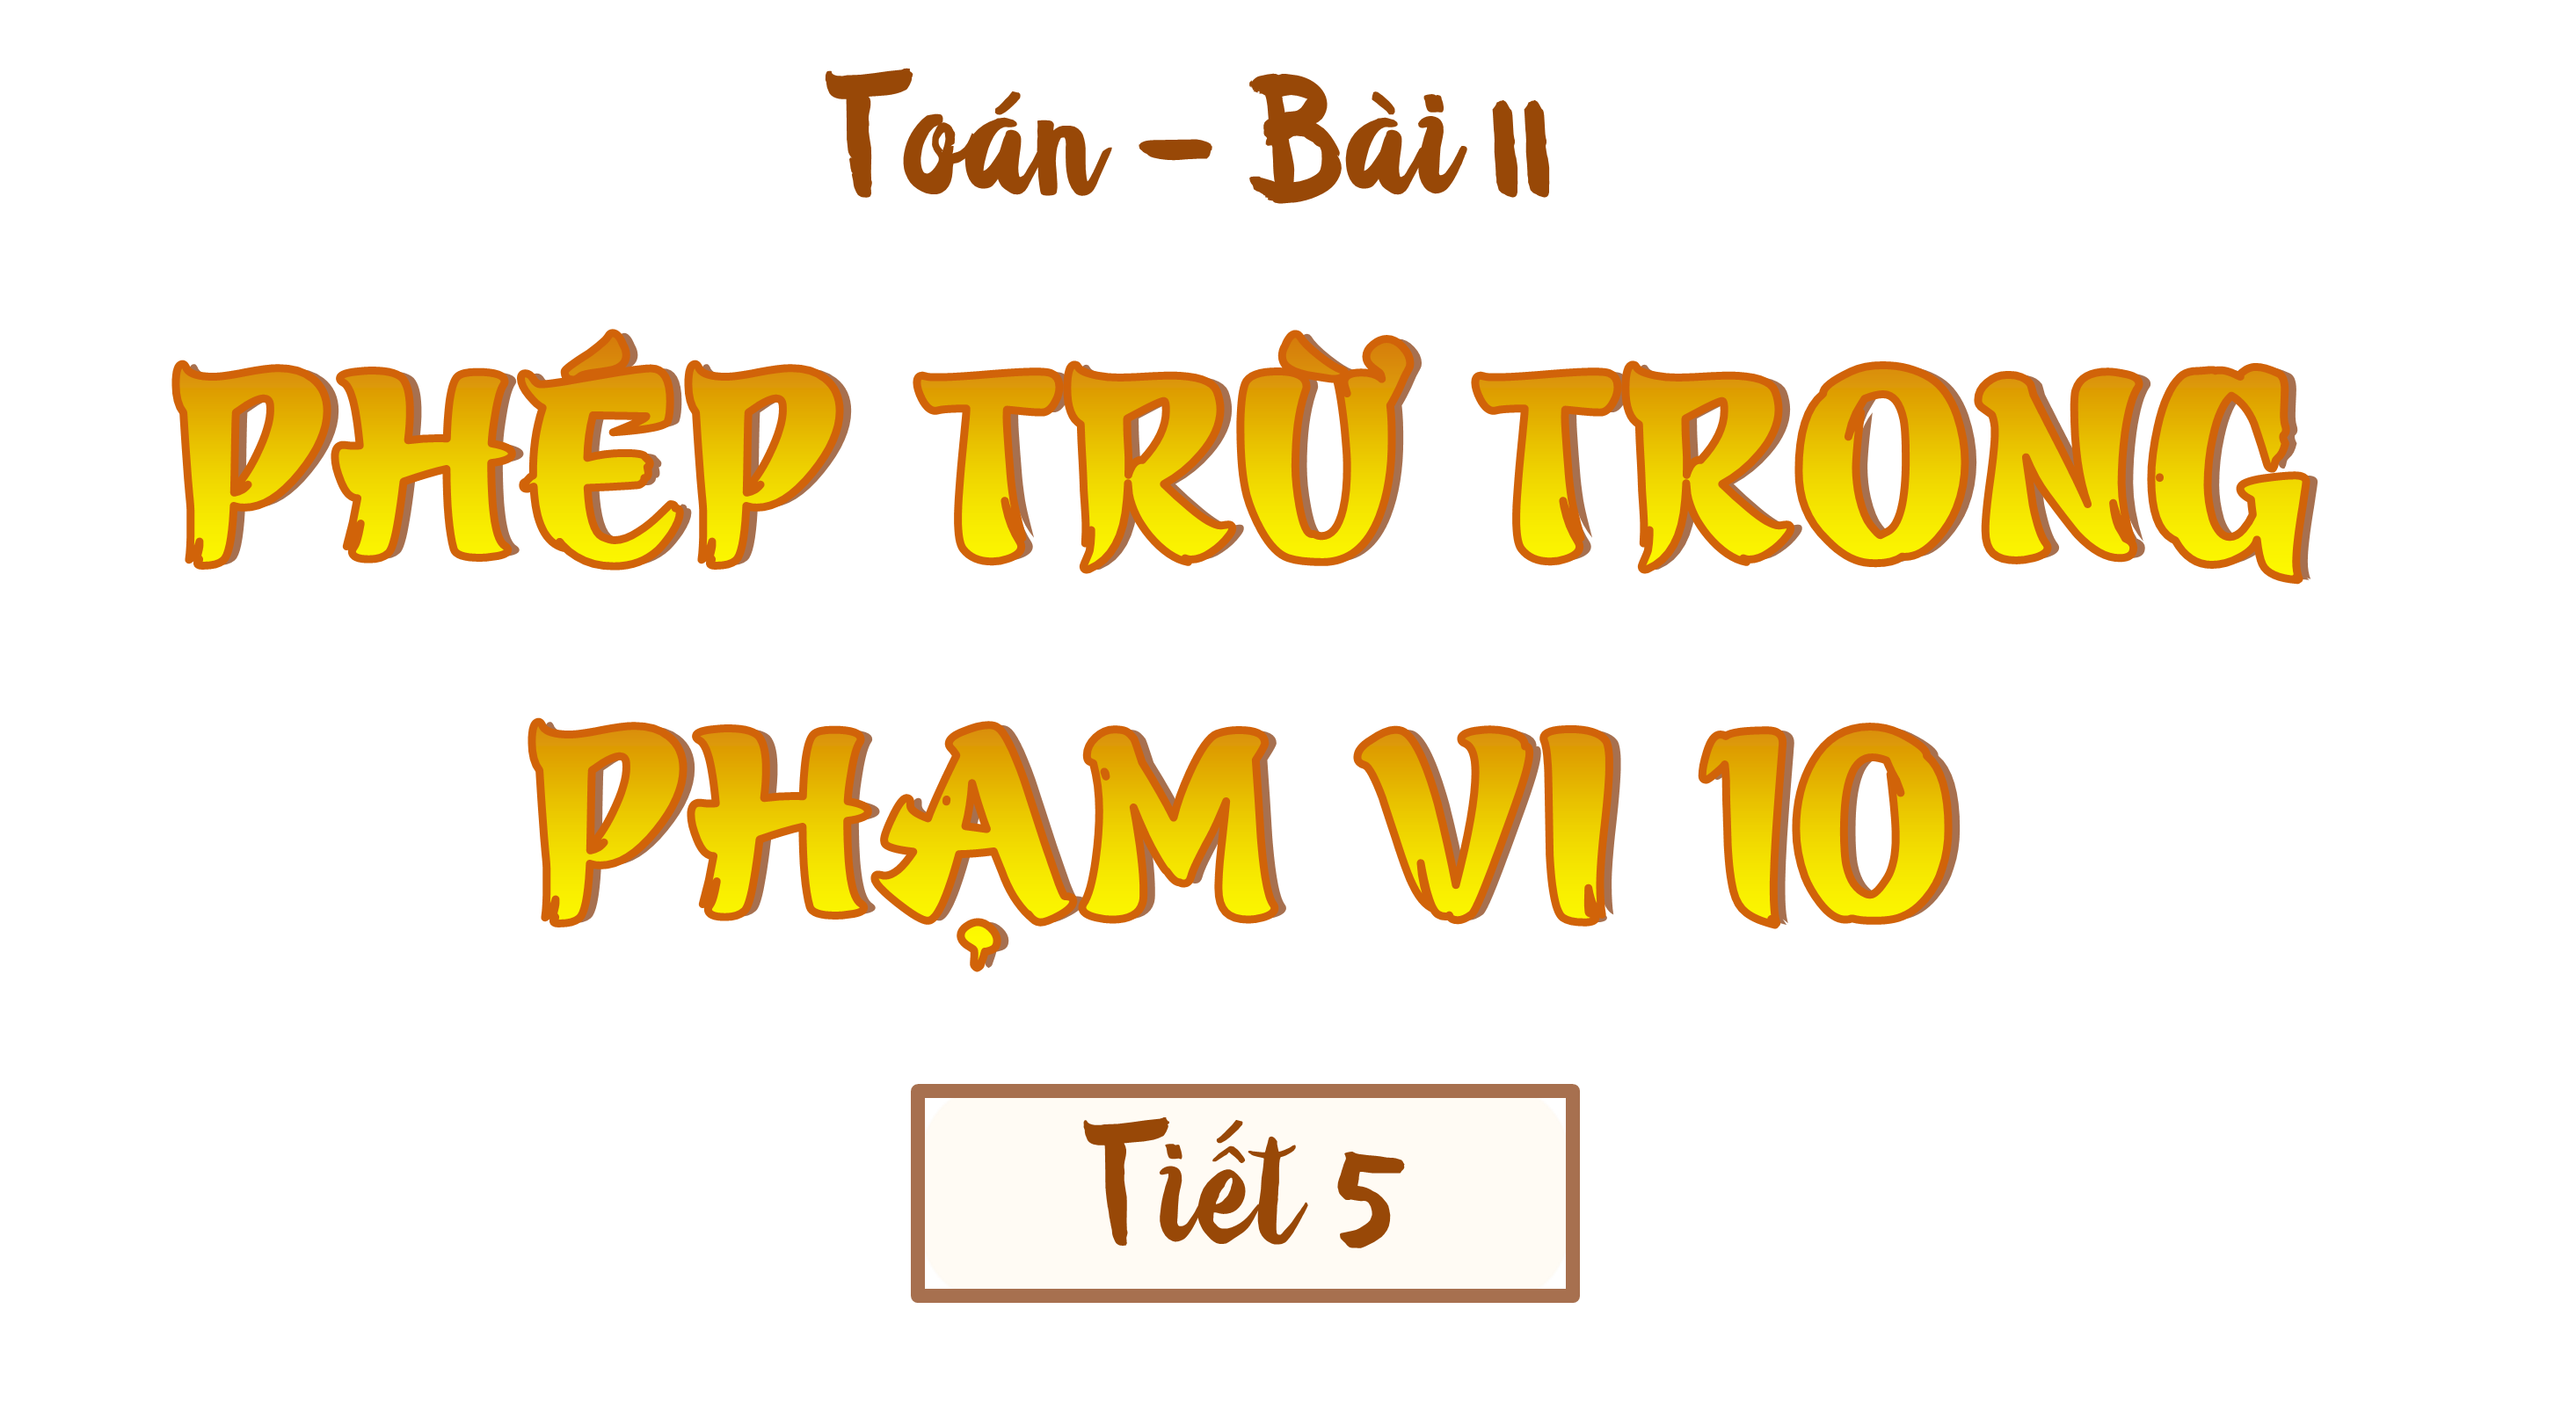 Toán – Bài 11
PHÉP TRỪ TRONG
PHẠM VI 10
Tiết 5